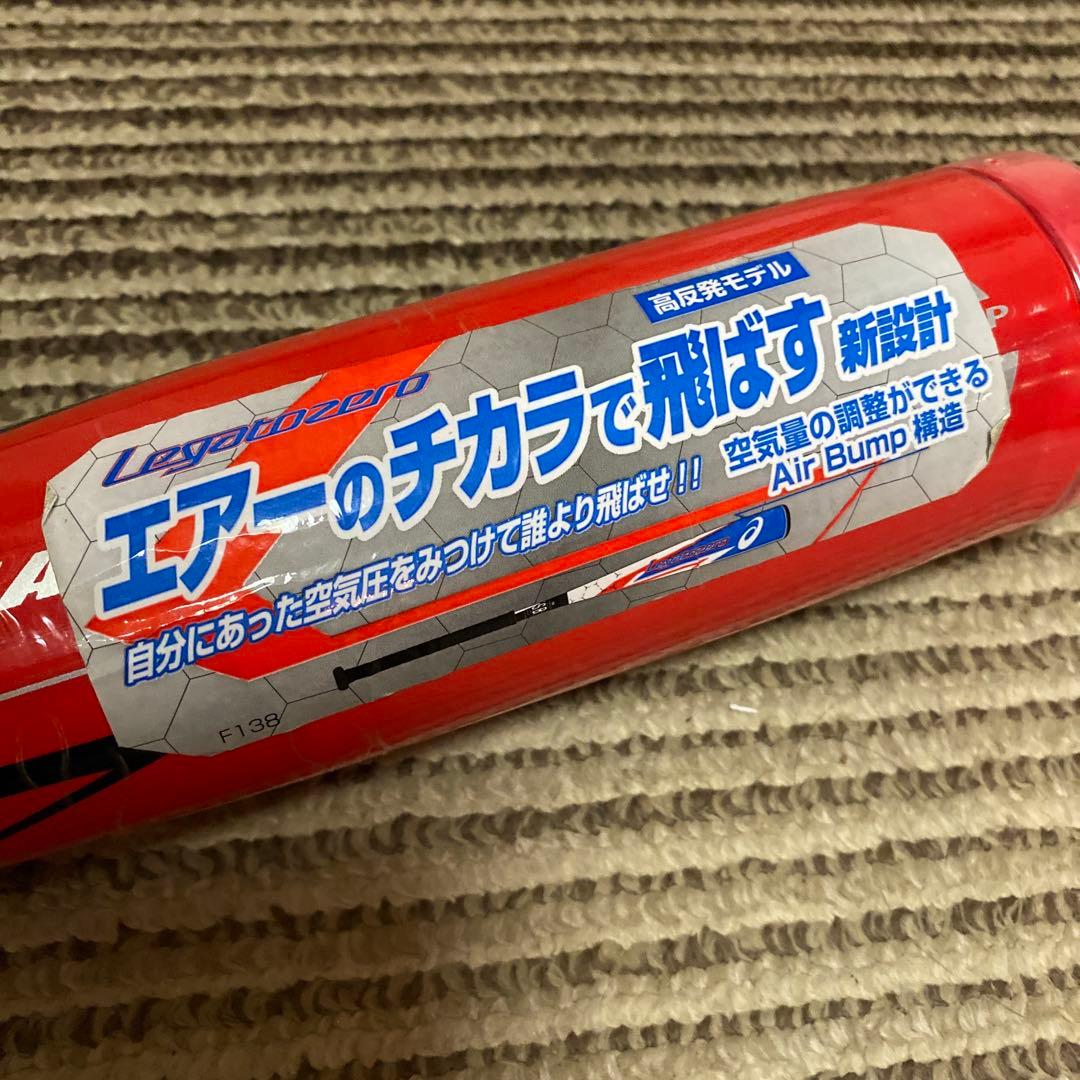 高反発モデル
Legatozero
エアーのチカラで飛ばす 新設計
自分にあった空気圧をみつけて誰より飛ばせ!!
空気量の調整ができる
Air Bump 構造
Legatozero
F138
A
P